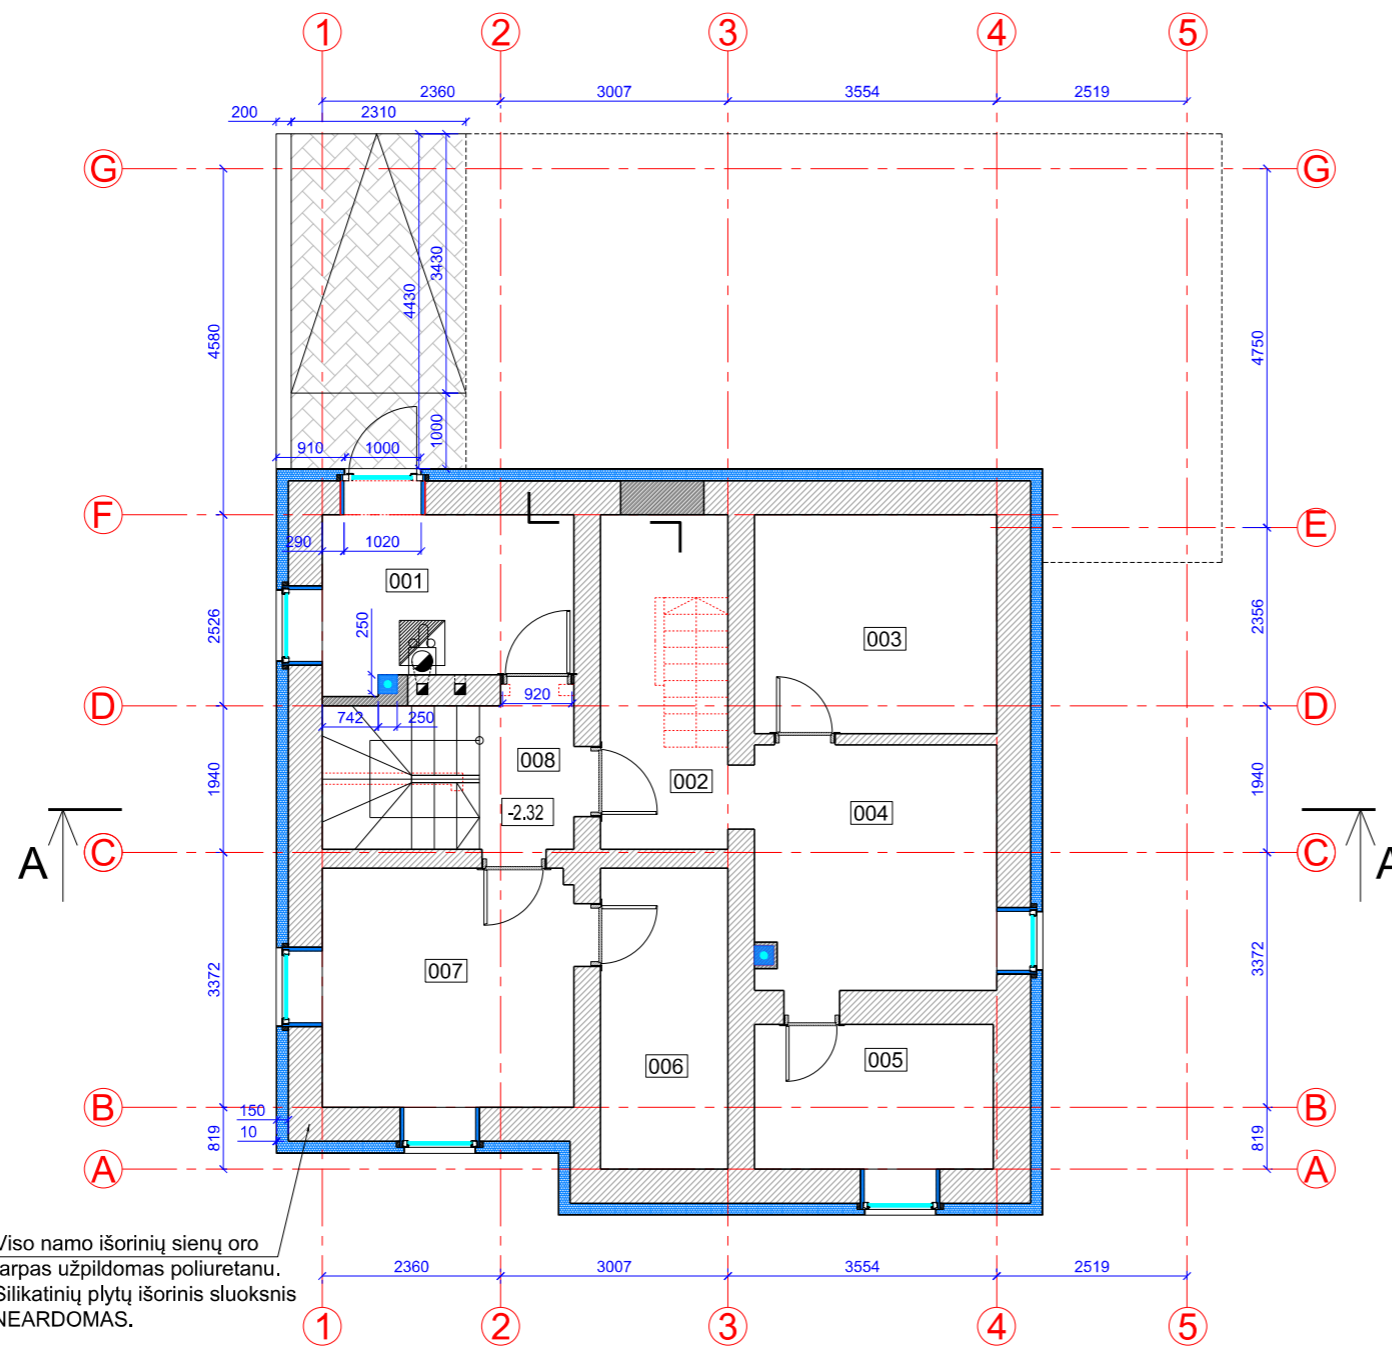 1 2 3 4 5
2360 3007 3554 2519
200 2310
G G
3430
4430
4580 4750
1000
910 1000
F E
290 1020
001
250
2526 2356
003
D D
920
742 250
008
1940 1940
002
004
-2.32
A A
C C
007
3372 3372
006
005
B B
150
10
819 819
A A
Viso namo išorinių sienų oro
tarpas užpildomas poliuretanu.
Silikatinių plytų išorinis sluoksnis
NEARDOMAS.
2360 3007 3554 2519
1 2 3 4 5